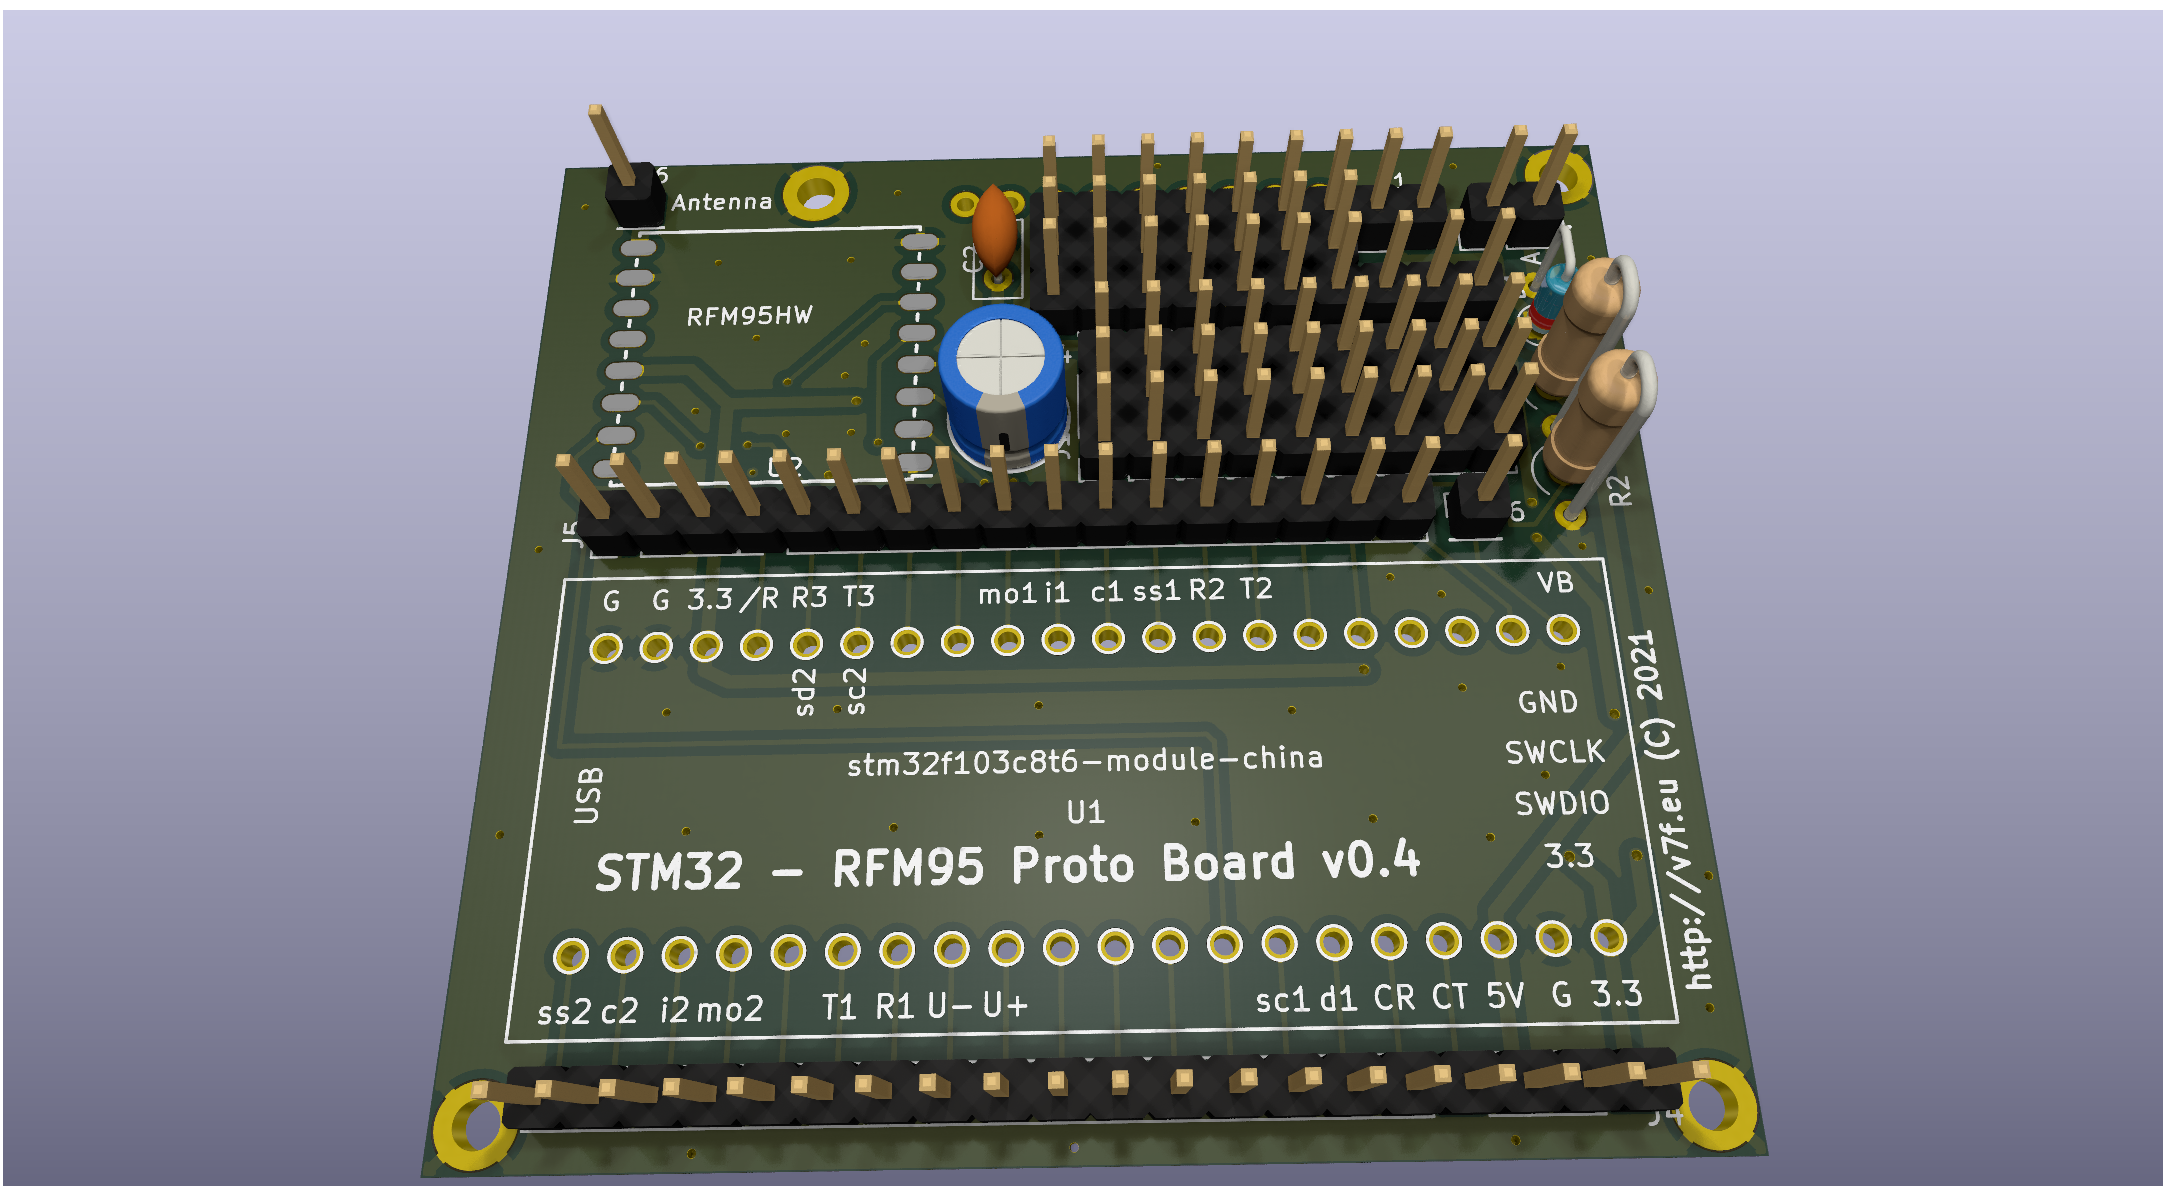 Antenna
RFM95HW
C2
A
R2
J5
6
G G 3.3 /R R3 T3 mo1 i1 c1 ss1 R2 T2 VB
sd2 sc2
GND
SWCLK
SWDIO
3.3
USB
stm32f103c8t6-module-china
U1
STM32 - RFM95 Proto Board v0.4
http://v7f.eu (C) 2021
ss2 c2 i2 mo2 T1 R1 U- U+ sc1 d1 CR CT 5V G 3.3